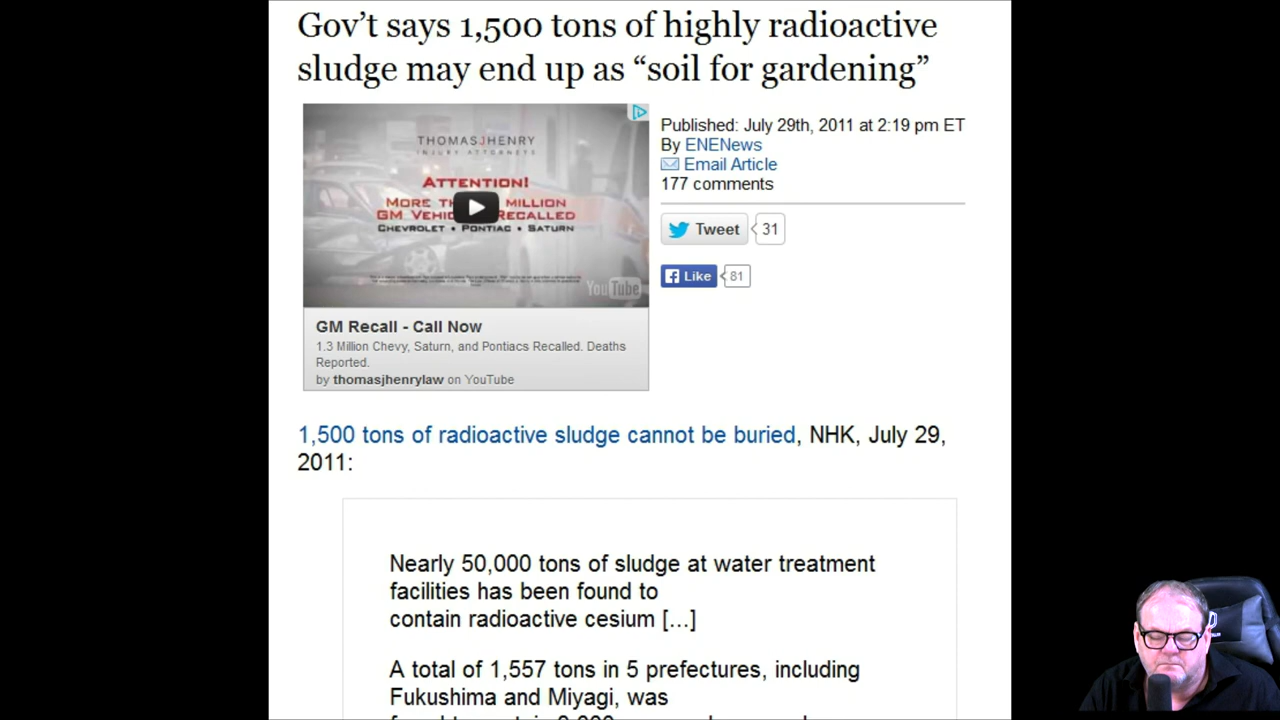 Gov’t says 1,500 tons of highly radioactive
sludge may end up as “soil for gardening”
THOMASJHENRY
INJURY ATTORNEYS
ATTENTION!
MORE MILLION
GM RECALLED
CHEVROLET • PONTIAC • SATURN
YouTube
GM Recall - Call Now
1.3 Million Chevy, Saturn, and Pontiacs Recalled. Deaths
Reported.
by thomasjhenrylaw on YouTube
Published: July 29th, 2011 at 2:19 pm ET
By ENENews
Email Article
177 comments
Tweet 31
Like 81
1,500 tons of radioactive sludge cannot be buried, NHK, July 29,
2011:
Nearly 50,000 tons of sludge at water treatment
facilities has been found to
contain radioactive cesium [...]
A total of 1,557 tons in 5 prefectures, including
Fukushima and Miyagi, was